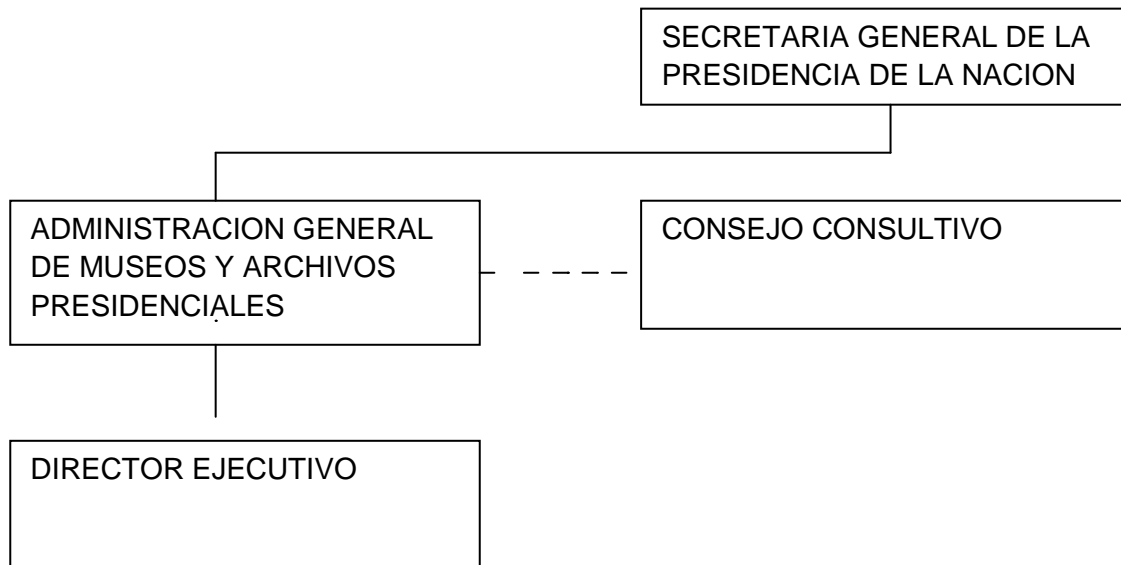 SECRETARIA GENERAL DE LA
PRESIDENCIA DE LA NACION
ADMINISTRACION GENERAL
DE MUSEOS Y ARCHIVOS
PRESIDENCIALES
CONSEJO CONSULTIVO
DIRECTOR EJECUTIVO